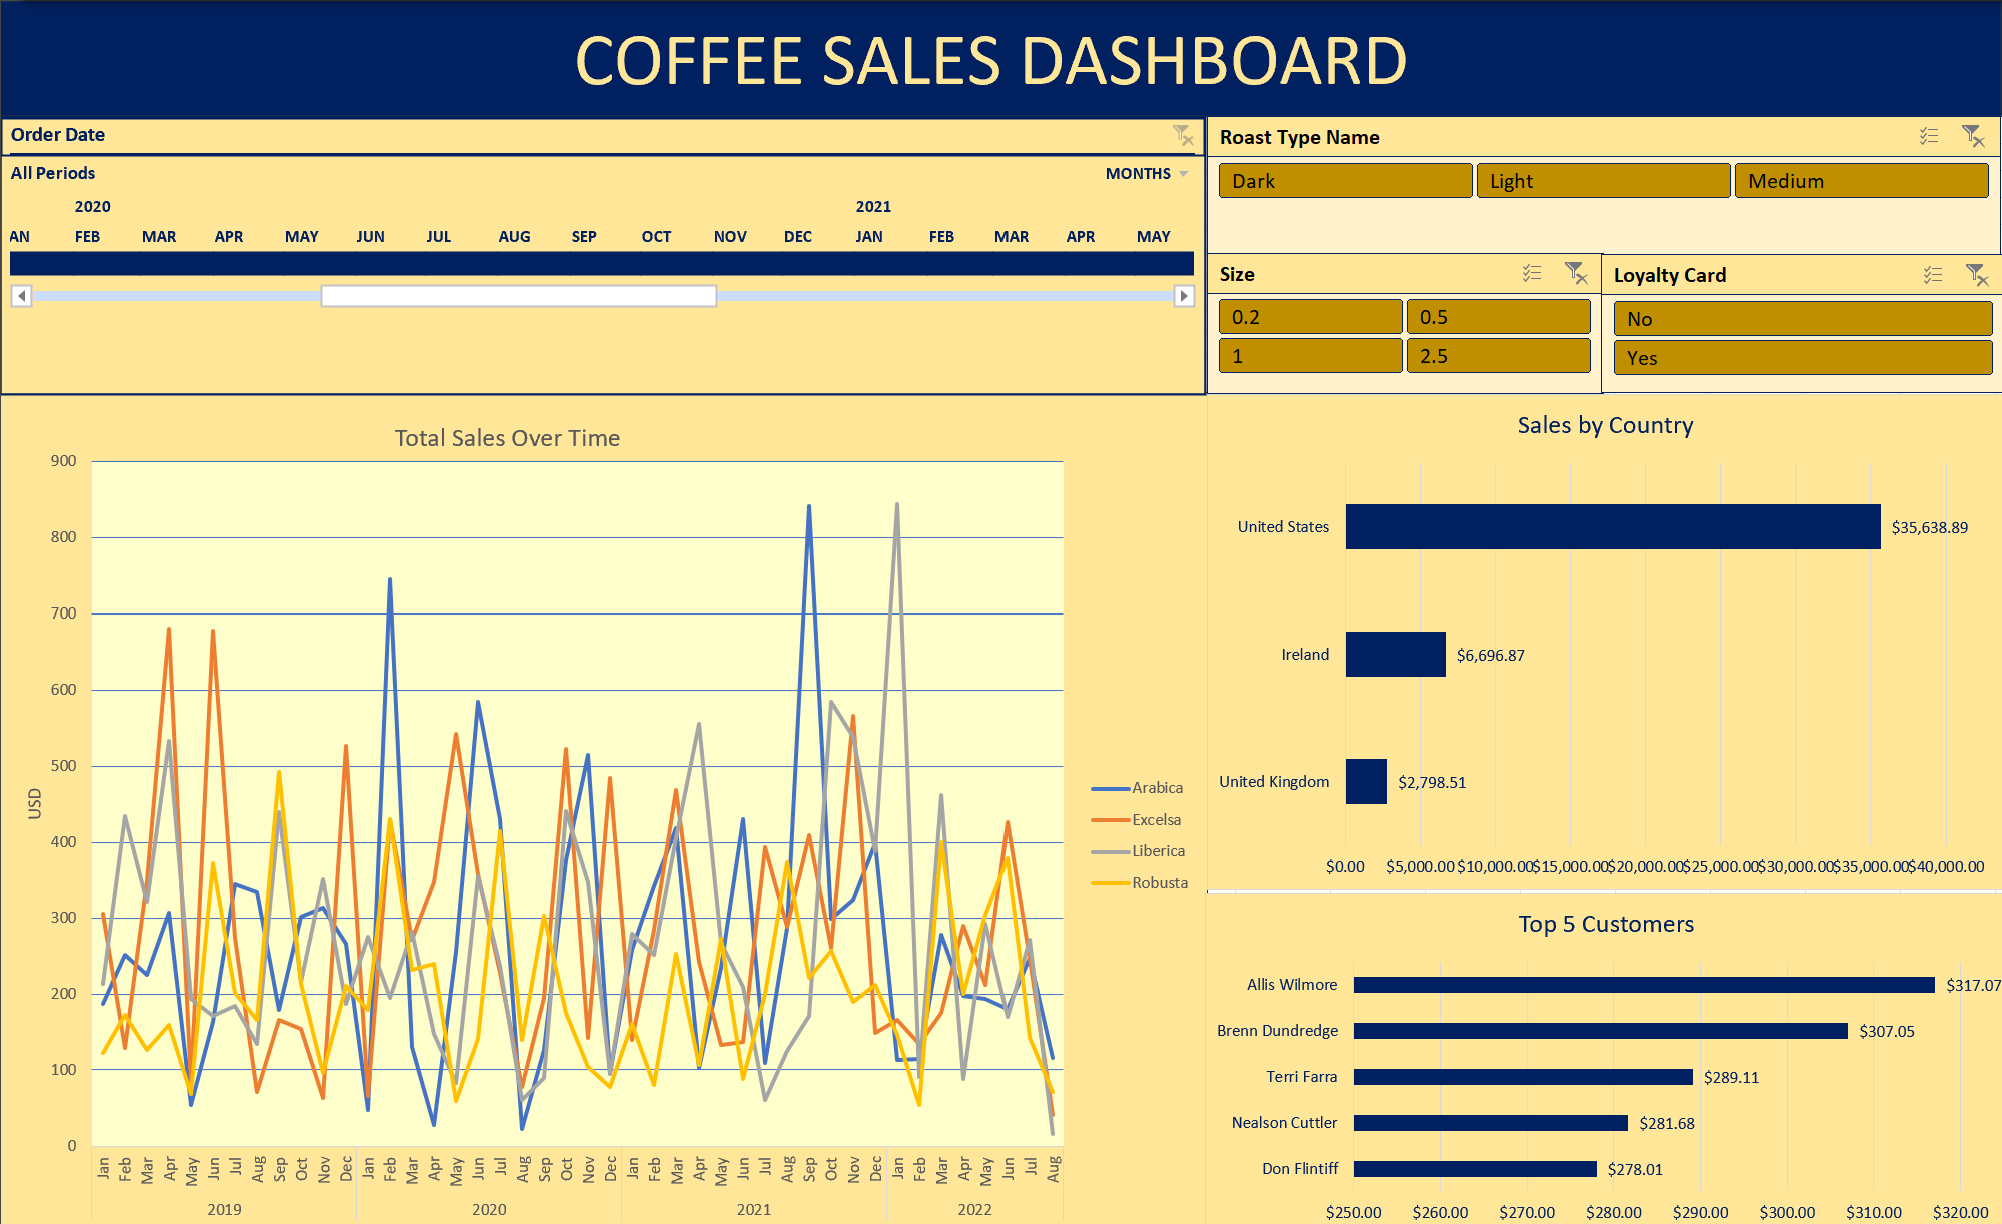 COFFEE SALES DASHBOARD
Order Date
All Periods
MONTHS
2020 2021
AN FEB MAR APR MAY JUN JUL AUG SEP OCT NOV DEC JAN FEB MAR APR MAY
Roast Type Name
Dark Light Medium
Size
0.2 0.5
1 2.5
Loyalty Card
No
Yes
Total Sales Over Time
900
800
700
600
500
400
300
200
100
0
USD
Jan Feb Mar Apr May Jun Jul Aug Sep Oct Nov Dec Jan Feb Mar Apr May Jun Jul Aug Sep Oct Nov Dec Jan Feb Mar Apr May Jun Jul Aug Sep Oct Nov Dec Jan Feb Mar Apr May Jun Jul Aug
2019 2020 2021 2022
Arabica
Excelsa
Liberica
Robusta
Sales by Country
United States $35,638.89
Ireland $6,696.87
United Kingdom $2,798.51
$0.00 $5,000.00 $10,000.00 $15,000.00 $20,000.00 $25,000.00 $30,000.00 $35,000.00 $40,000.00
Top 5 Customers
Allis Wilmore $317.07
Brenn Dundredge $307.05
Terri Farra $289.11
Nealson Cuttler $281.68
Don Flintiff $278.01
$250.00 $260.00 $270.00 $280.00 $290.00 $300.00 $310.00 $320.00